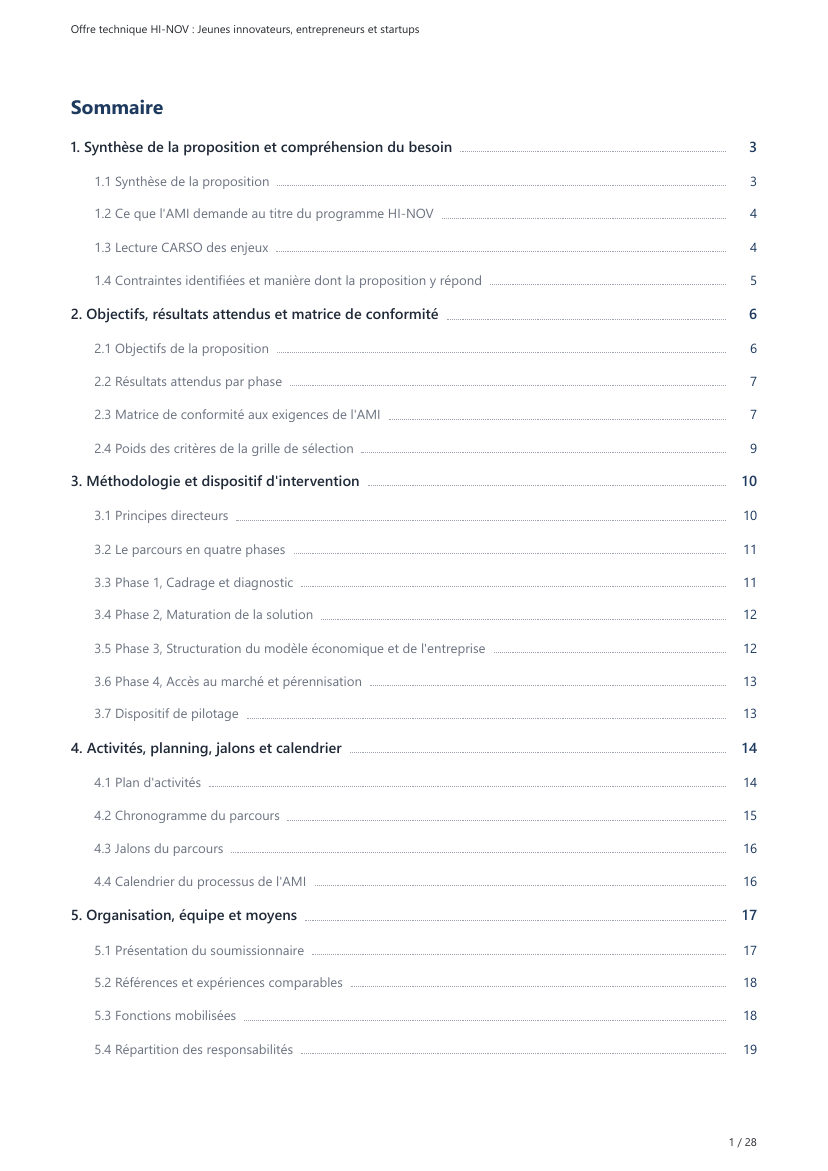 Offre technique HI-NOV : Jeunes innovateurs, entrepreneurs et startups
Sommaire
1. Synthèse de la proposition et compréhension du besoin 3
1.1 Synthèse de la proposition 3
1.2 Ce que l'AMI demande au titre du programme HI-NOV 4
1.3 Lecture CARSO des enjeux 4
1.4 Contraintes identifiées et manière dont la proposition y répond 5
2. Objectifs, résultats attendus et matrice de conformité 6
2.1 Objectifs de la proposition 6
2.2 Résultats attendus par phase 7
2.3 Matrice de conformité aux exigences de l'AMI 7
2.4 Poids des critères de la grille de sélection 9
3. Méthodologie et dispositif d'intervention 10
3.1 Principes directeurs 10
3.2 Le parcours en quatre phases 11
3.3 Phase 1, Cadrage et diagnostic 11
3.4 Phase 2, Maturation de la solution 12
3.5 Phase 3, Structuration du modèle économique et de l'entreprise 12
3.6 Phase 4, Accès au marché et pérennisation 13
3.7 Dispositif de pilotage 13
4. Activités, planning, jalons et calendrier 14
4.1 Plan d'activités 14
4.2 Chronogramme du parcours 15
4.3 Jalons du parcours 16
4.4 Calendrier du processus de l'AMI 16
5. Organisation, équipe et moyens 17
5.1 Présentation du soumissionnaire 17
5.2 Références et expériences comparables 18
5.3 Fonctions mobilisées 18
5.4 Répartition des responsabilités 19
1 / 28